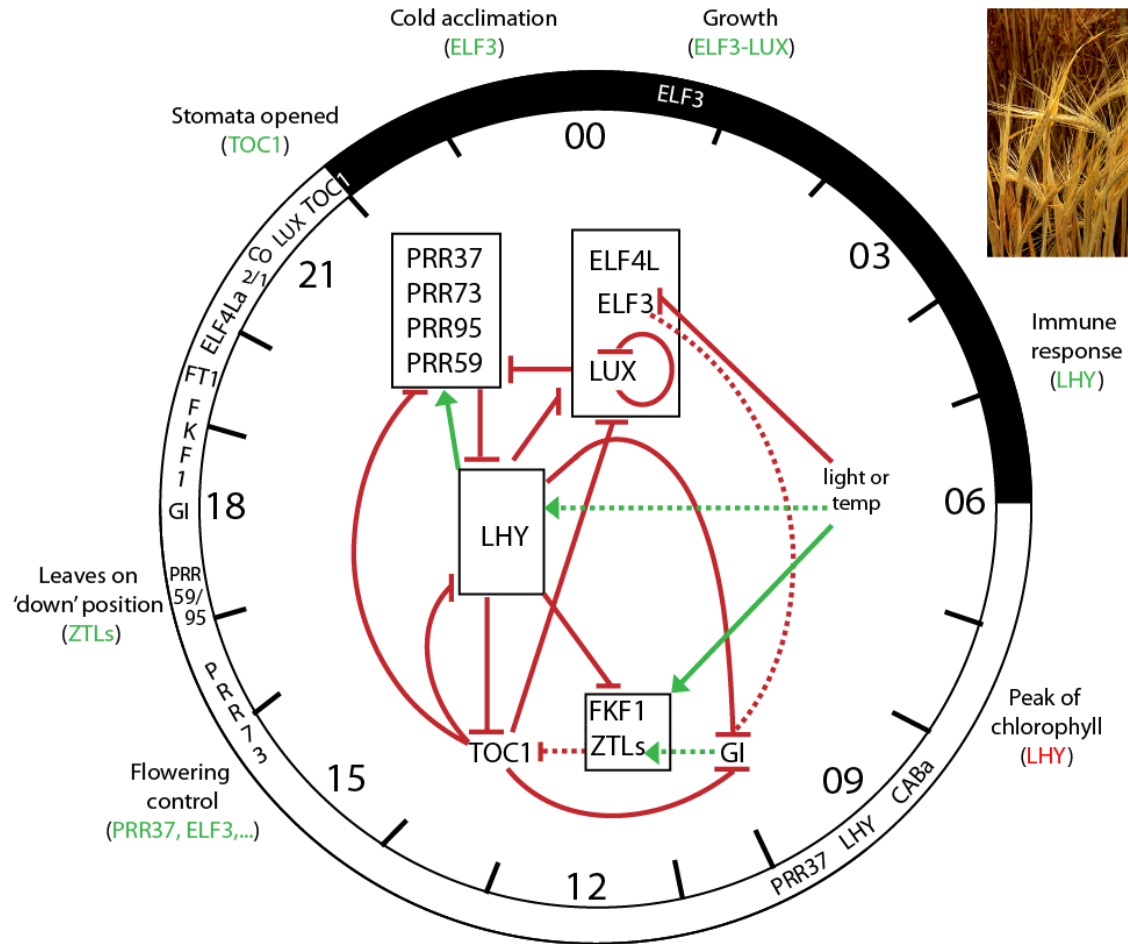 Cold acclimation
(ELF3)
Growth
(ELF3-LUX)
Stomata opened
(TOC1)
ELF3
00
03
Immune
response
(LHY)
06
Peak of
chlorophyll
(LHY)
CABa
09
LHY
PRR37
12
15
Flowering
control
(PRR37, ELF3,...)
PRR73
Leaves on
‘down’ position
(ZTLs)
PRR
59/
95
18
GI
FKF1
FT1
ELF4La
CO
2/1
LUX
TOC1
21
PRR37
PRR73
PRR95
PRR59
ELF4L
ELF3
LUX
light or
temp
LHY
FKF1
ZTLs
TOC1
GI